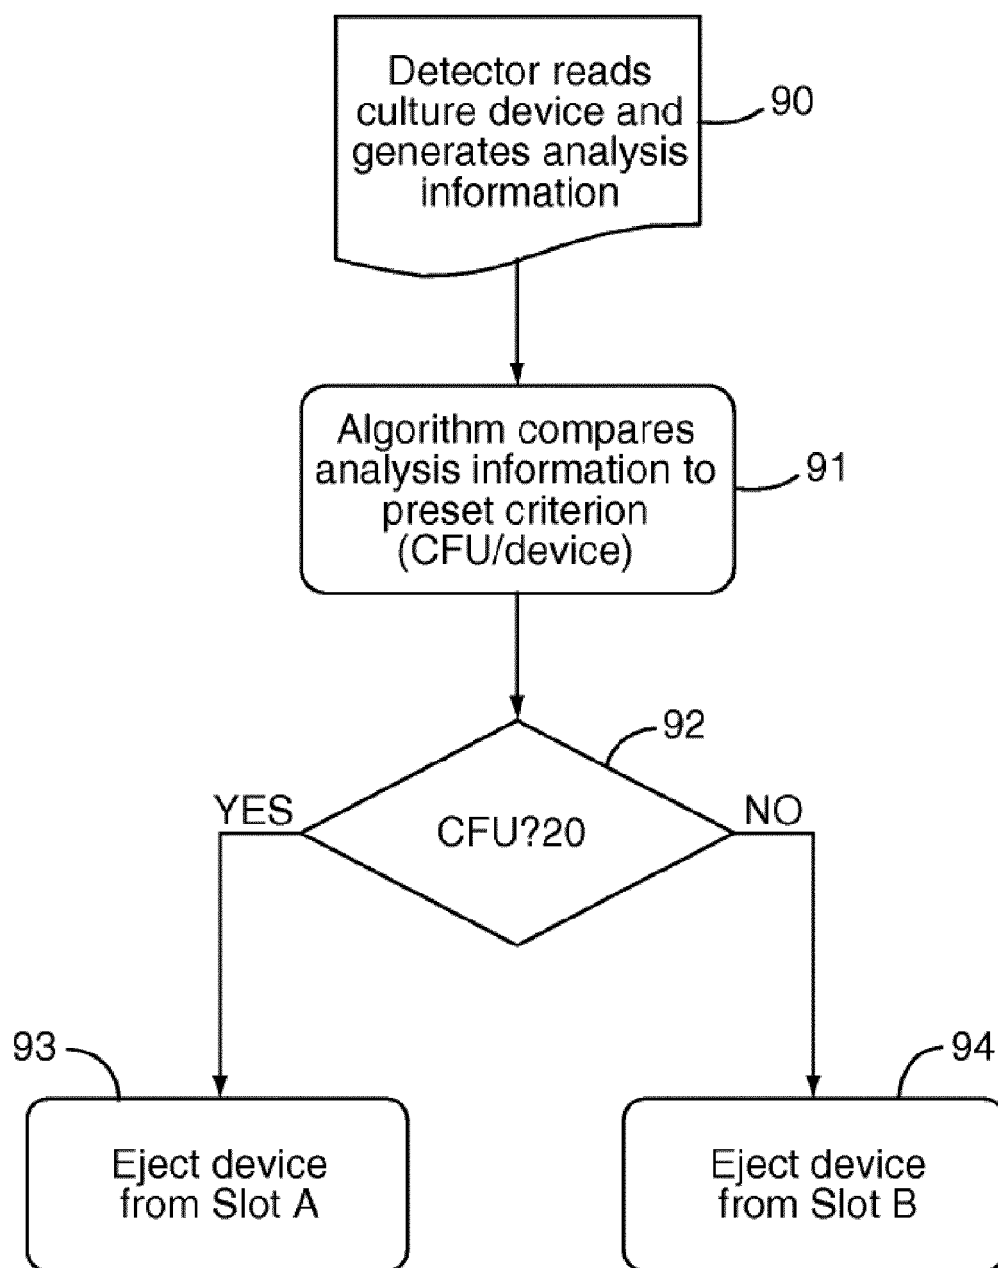 Detector reads
culture device and
generates analysis
information
90
Algorithm compares
analysis information to
preset criterion
(CFU/device)
91
92
YES
CFU?20
NO
93
94
Eject device
from Slot A
Eject device
from Slot B